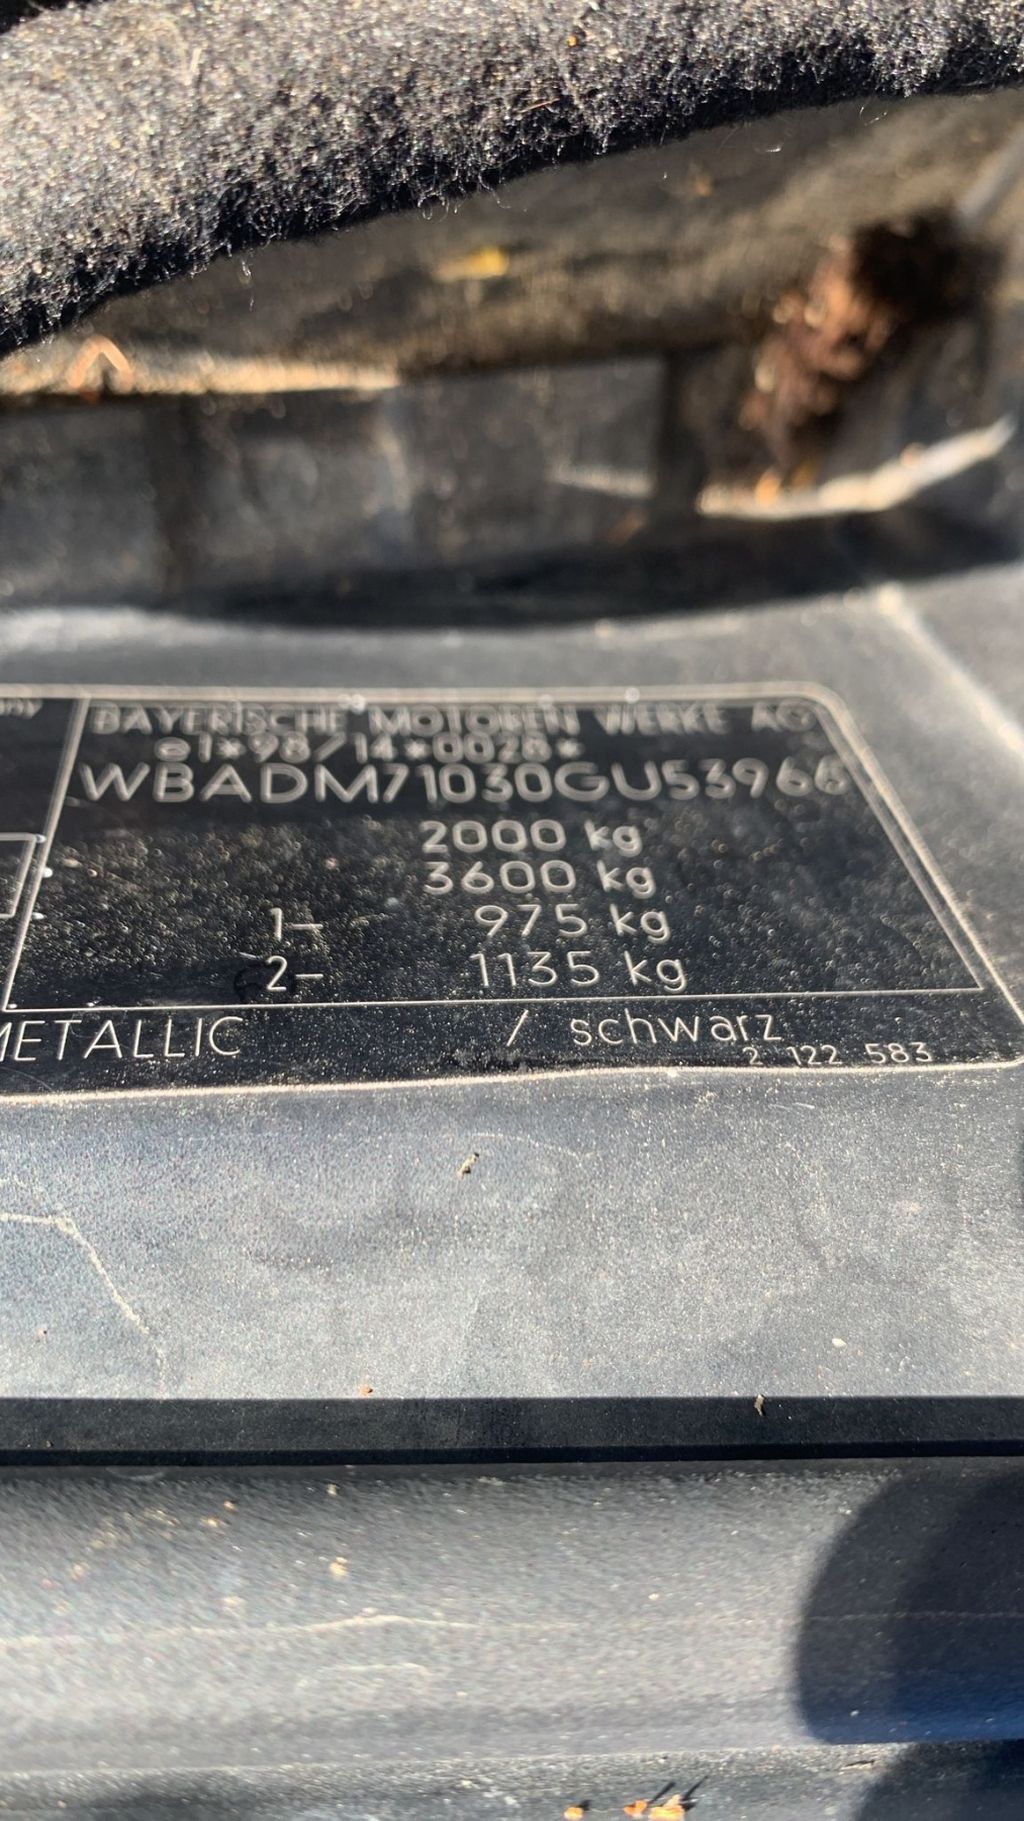 BAYERISCHE MOTOREN WERKE AG
e1*98/14*0028*
WBADM71030GU53966
2000 kg
3600 kg
1- 975 kg
2- 1135 kg
METALLIC / schwarz
2 122 583